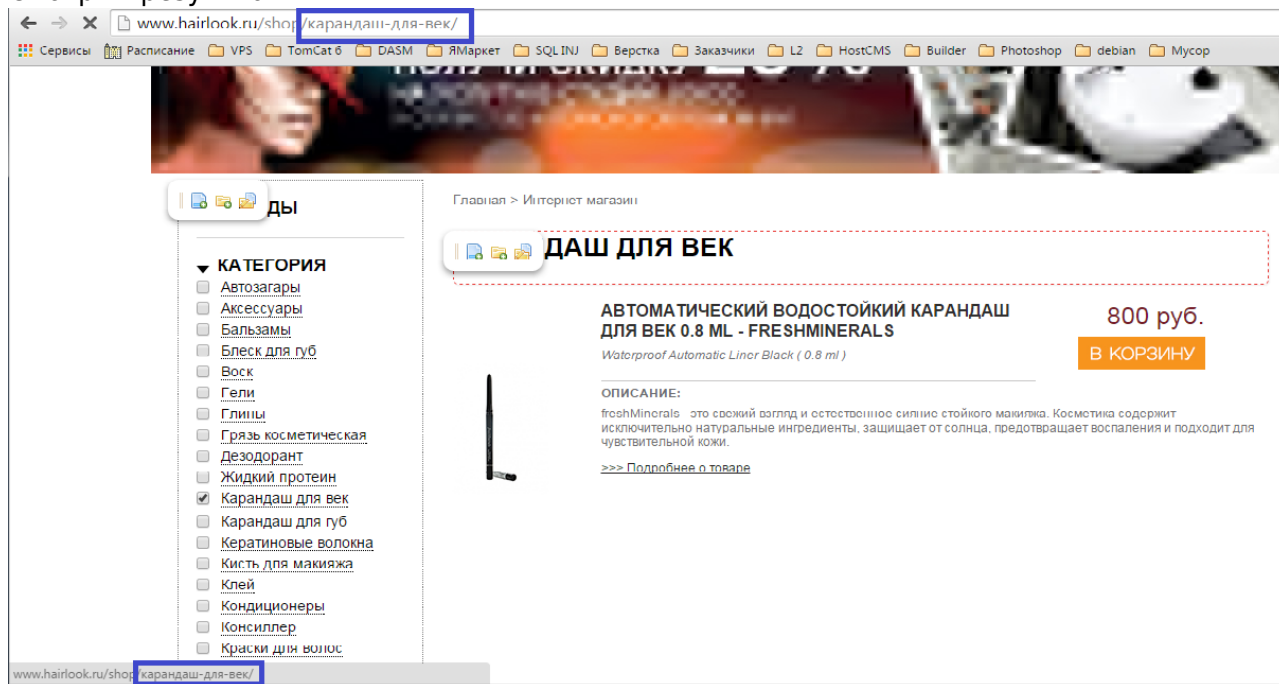 www.hairlook.ru/shop/карандаш-для-век/
Сервисы Расписание VPS TomCat 6 DASM ЯМаркет SQL INJ Верстка Заказчики L2 HostCMS Builder Photoshop debian Мусор
ДЫ
КАТЕГОРИЯ
Автозагары
Аксессуары
Бальзамы
Блеск для губ
Воск
Гели
Глины
Грязь косметическая
Дезодорант
Жидкий протеин
Карандаш для век
Карандаш для губ
Кератиновые волокна
Кисть для макияжа
Клей
Кондиционеры
Консиллер
Краски для волос
Главная > Интернет магазин
ДАШ ДЛЯ ВЕК
АВТОМАТИЧЕСКИЙ ВОДОСТОЙКИЙ КАРАНДАШ
ДЛЯ ВЕК 0.8 ML - FRESHMINERALS
Waterproof Automatic Liner Black ( 0.8 ml )
800 руб.
В КОРЗИНУ
ОПИСАНИЕ:
freshMinerals это свежий взгляд и естественное сияние стойкого макияжа. Косметика содержит
исключительно натуральные ингредиенты, защищает от солнца, предотвращает воспаления и подходит для
чувствительной кожи.
>>> Подробнее о товаре
www.hairlook.ru/shop/карандаш-для-век/